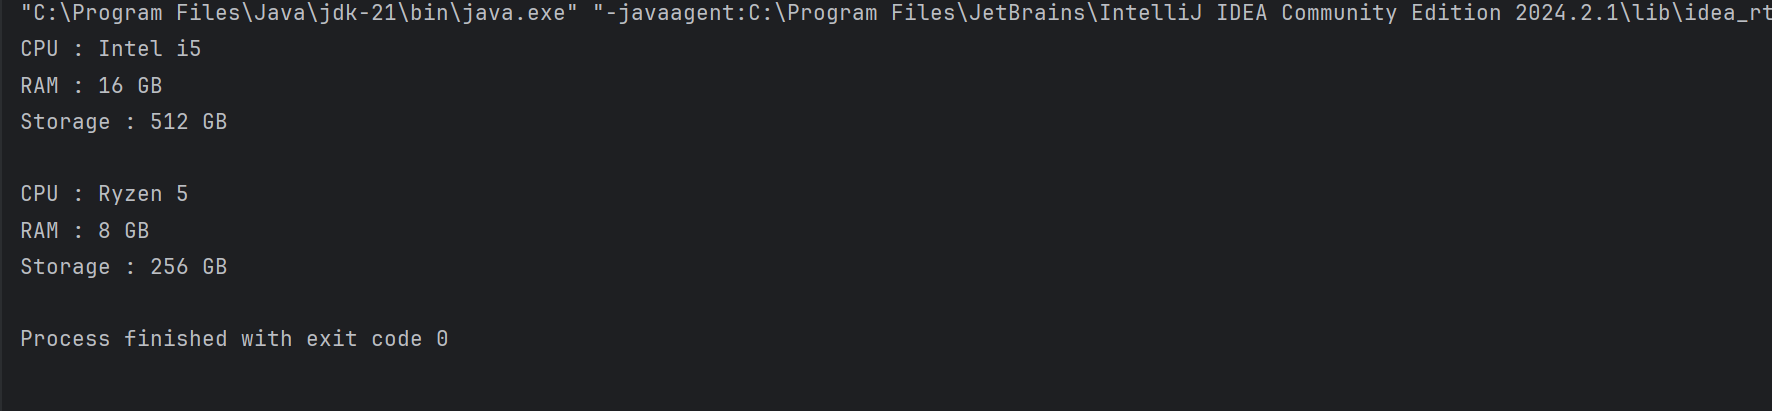 "C:\Program Files\Java\jdk-21\bin\java.exe" "-javaagent:C:\Program Files\JetBrains\IntelliJ IDEA Community Edition 2024.2.1\lib\idea_rt
CPU : Intel i5
RAM : 16 GB
Storage : 512 GB
CPU : Ryzen 5
RAM : 8 GB
Storage : 256 GB
Process finished with exit code 0